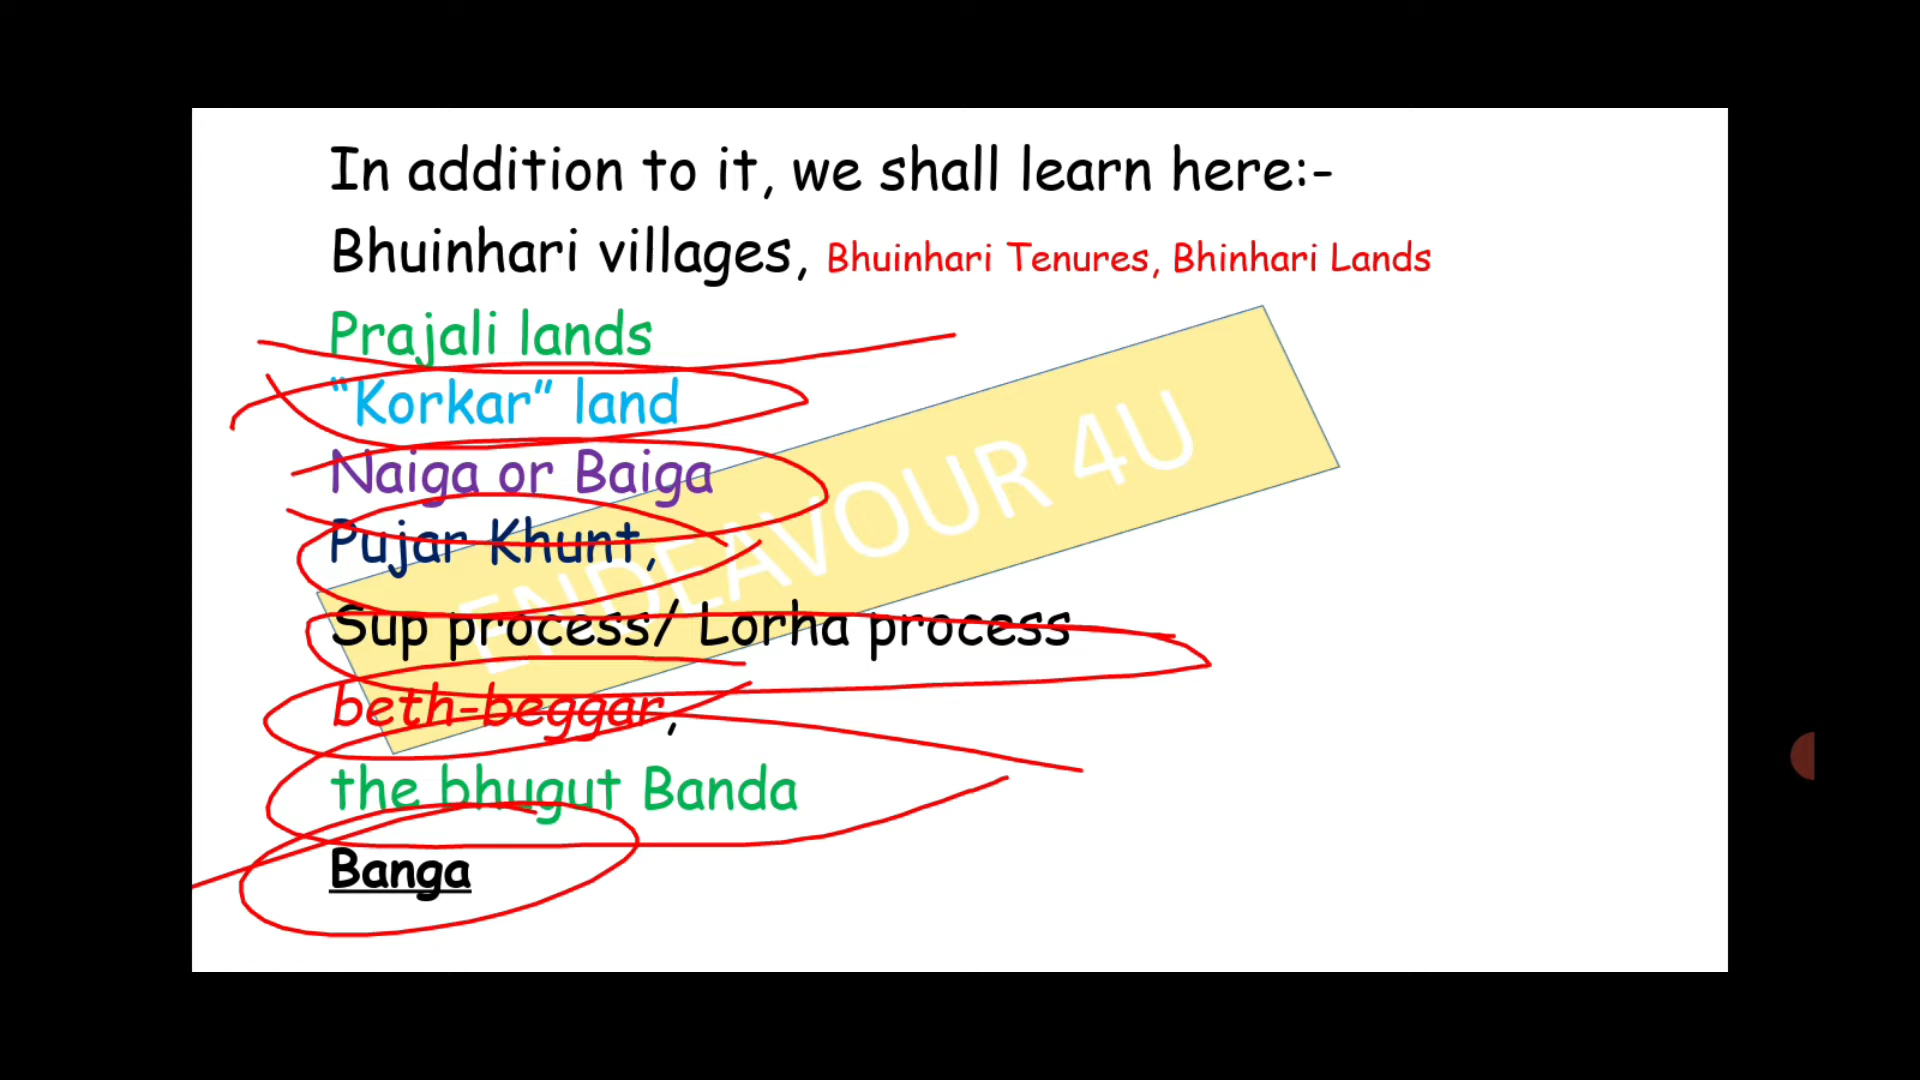 In addition to it, we shall learn here:-
Bhuinhari villages, Bhuinhari Tenures, Bhinhari Lands
Prajali lands
“Korkar” land
Naiga or Baiga
Pujar Khunt,
Sup process/ Lorha process
beth-beggar,
the bhugut Banda
Banga
ENDEAVOUR 4U